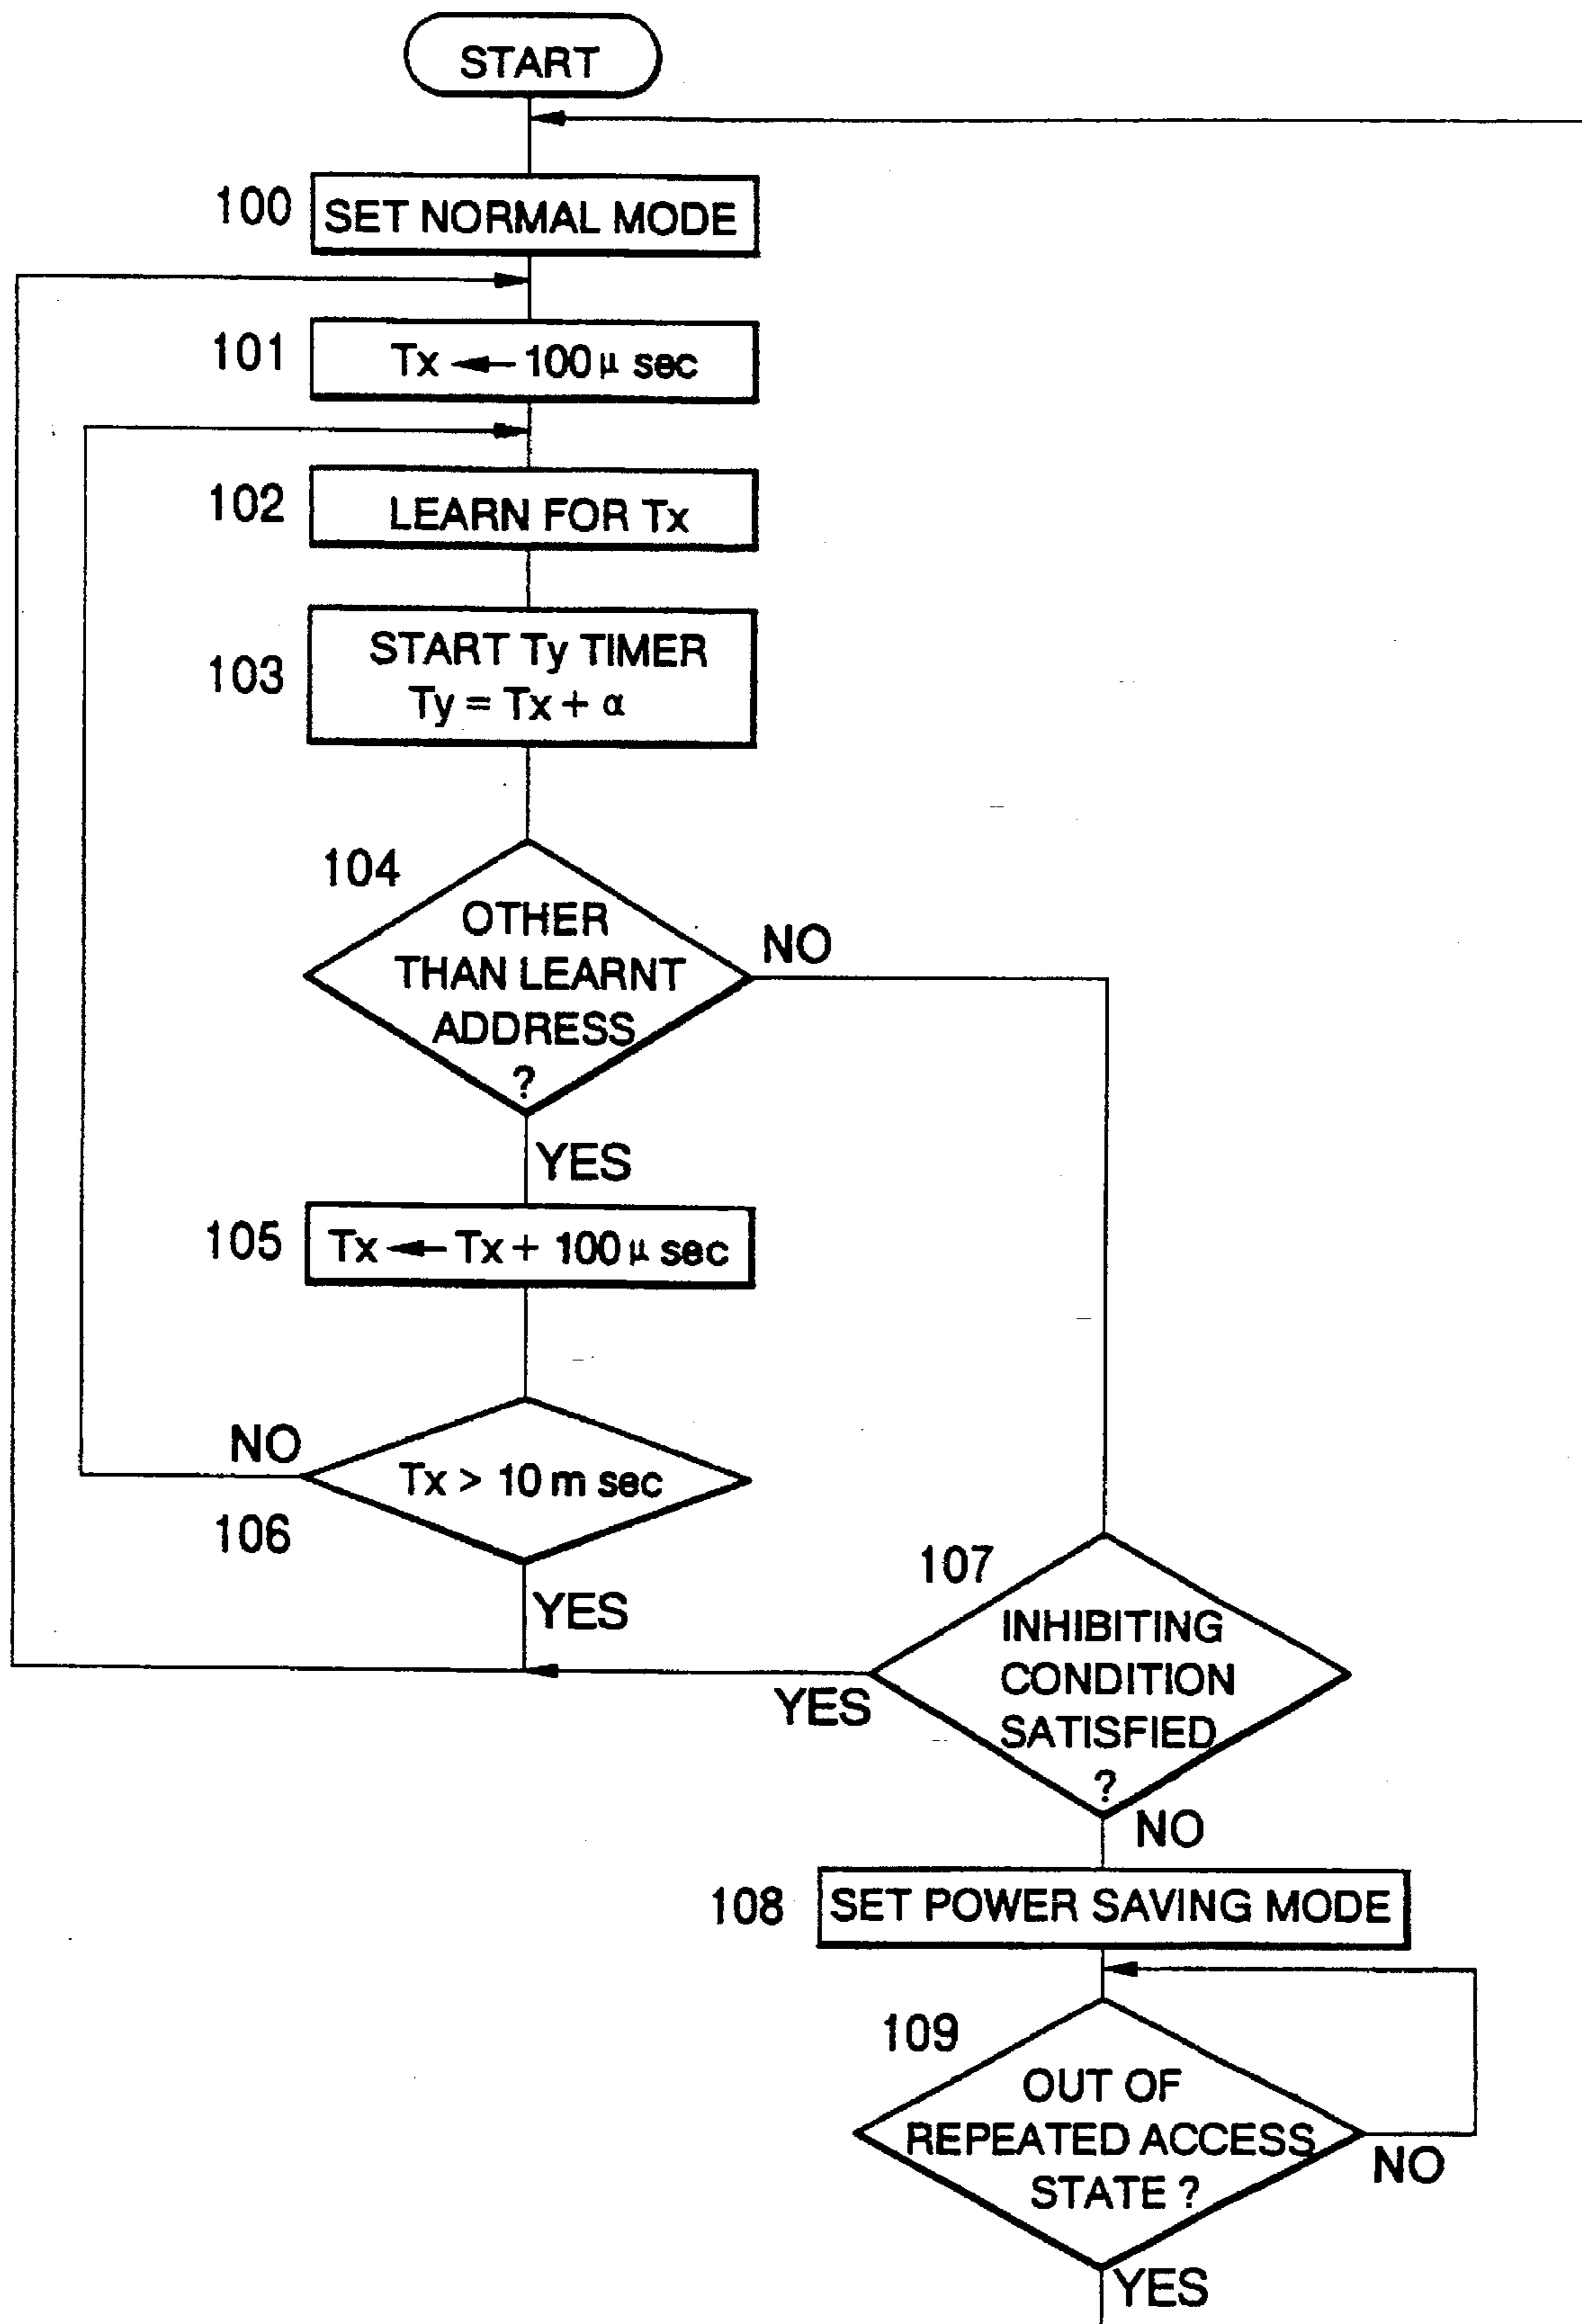 START
100 SET NORMAL MODE
101 Tx ← 100 μ sec
102 LEARN FOR Tx
103 START Ty TIMER
Ty = Tx + α
104
OTHER
THAN LEARNT
ADDRESS
?
NO
YES
105 Tx ← Tx + 100 μ sec
NO
Tx > 10 m sec
106
YES
107
INHIBITING
CONDITION
SATISFIED
?
YES
NO
108 SET POWER SAVING MODE
109
OUT OF
REPEATED ACCESS
STATE ?
NO
YES